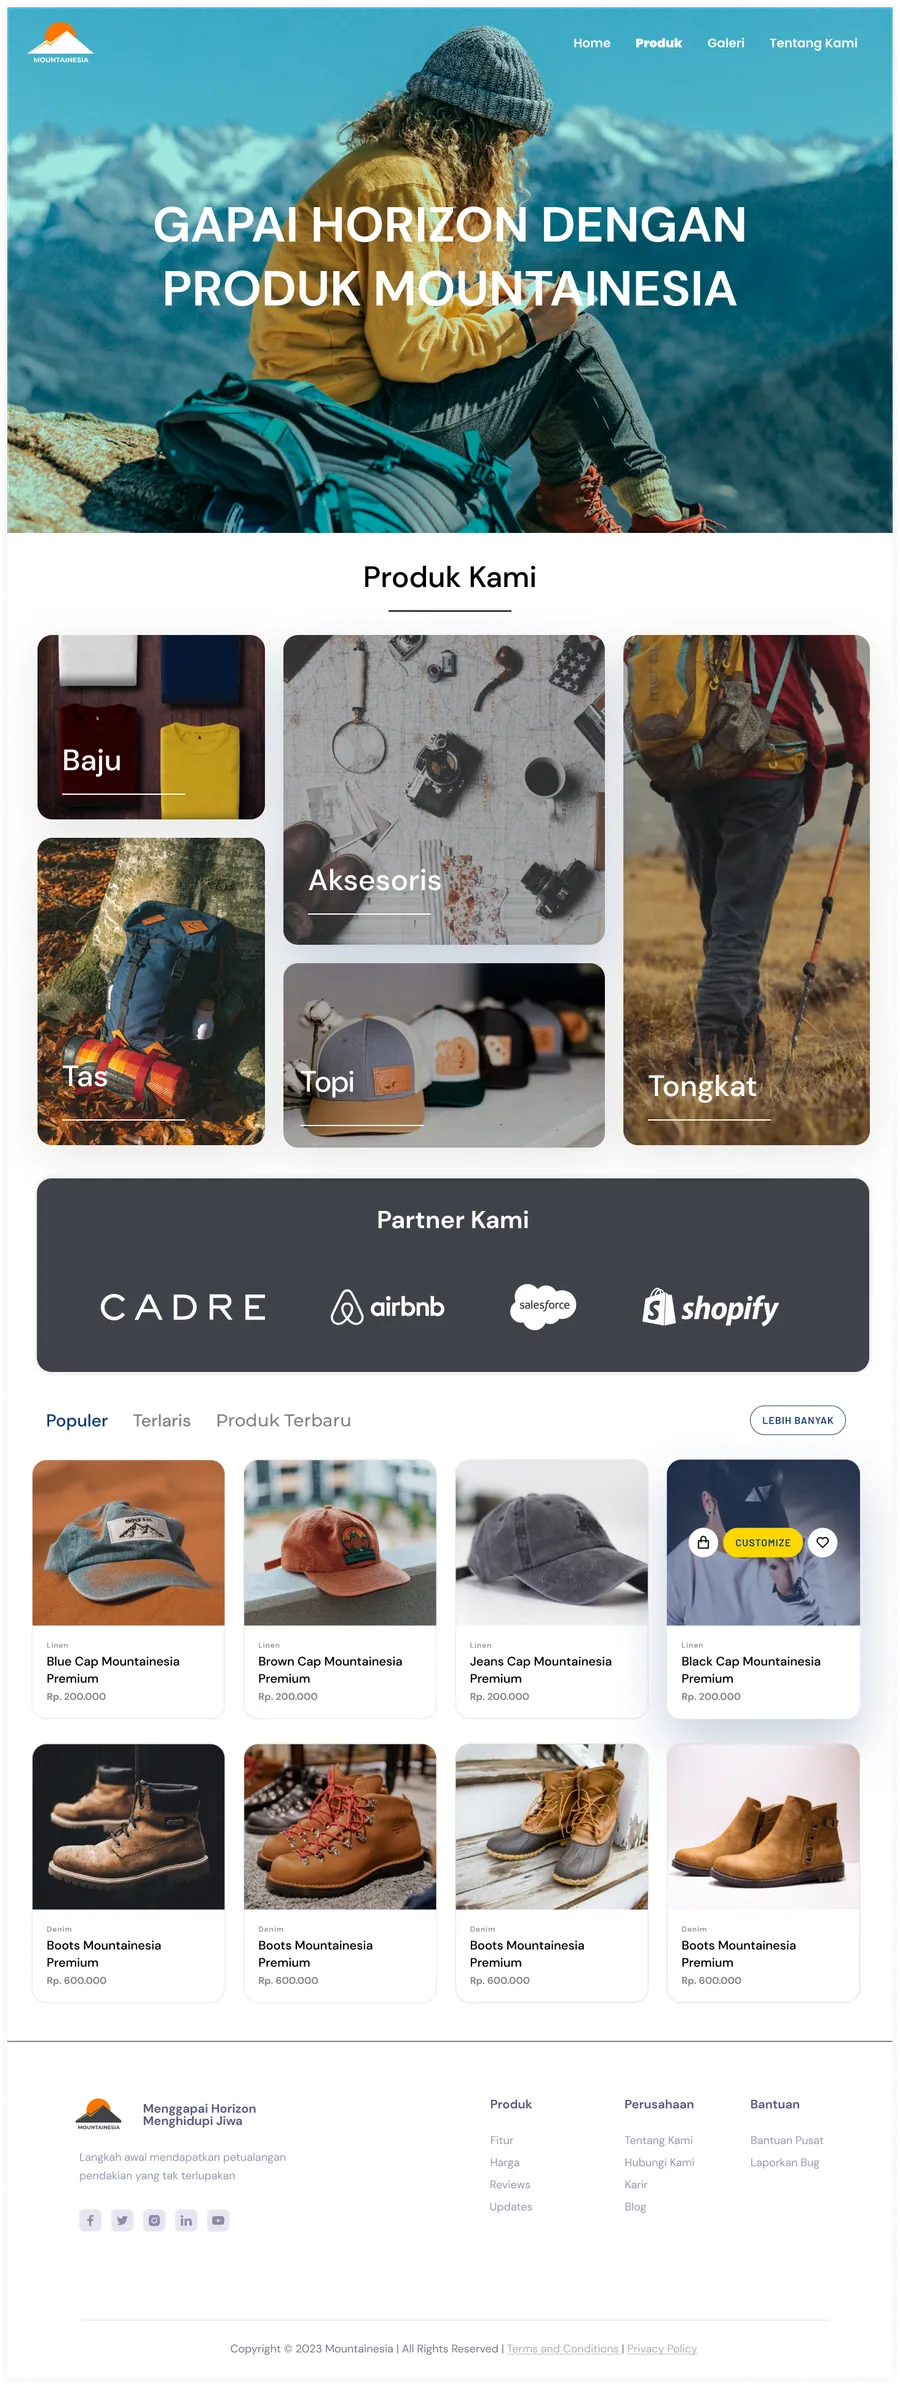 MOUNTAINESIA
Home Produk Galeri Tentang Kami
GAPAI HORIZON DENGAN
PRODUK MOUNTAINESIA
Produk Kami
Baju
Aksesoris
Tas
Topi
Tongkat
Partner Kami
CADRE airbnb salesforce shopify
Populer Terlaris Produk Terbaru LEBIH BANYAK
CUSTOMIZE
Linen Linen Linen Linen
Blue Cap Mountainesia Brown Cap Mountainesia Jeans Cap Mountainesia Black Cap Mountainesia
Premium Premium Premium Premium
Rp. 200.000 Rp. 200.000 Rp. 200.000 Rp. 200.000
Denim Denim Denim Denim
Boots Mountainesia Boots Mountainesia Boots Mountainesia Boots Mountainesia
Premium Premium Premium Premium
Rp. 600.000 Rp. 600.000 Rp. 600.000 Rp. 600.000
MOUNTAINESIA
Menggapai Horizon
Menghidupi Jiwa
Langkah awal mendapatkan petualangan
pendakian yang tak terlupakan
Produk
Fitur
Harga
Reviews
Updates
Perusahaan
Tentang Kami
Hubungi Kami
Karir
Blog
Bantuan
Bantuan Pusat
Laporkan Bug
Copyright © 2023 Mountainesia | All Rights Reserved | Terms and Conditions | Privacy Policy